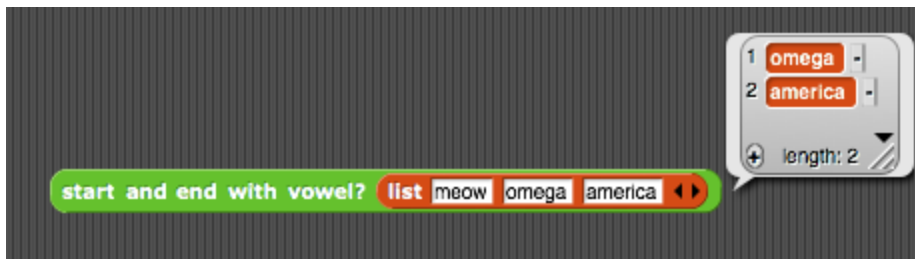 1 omega -
2 america -
+ length: 2
start and end with vowel? list meow omega america